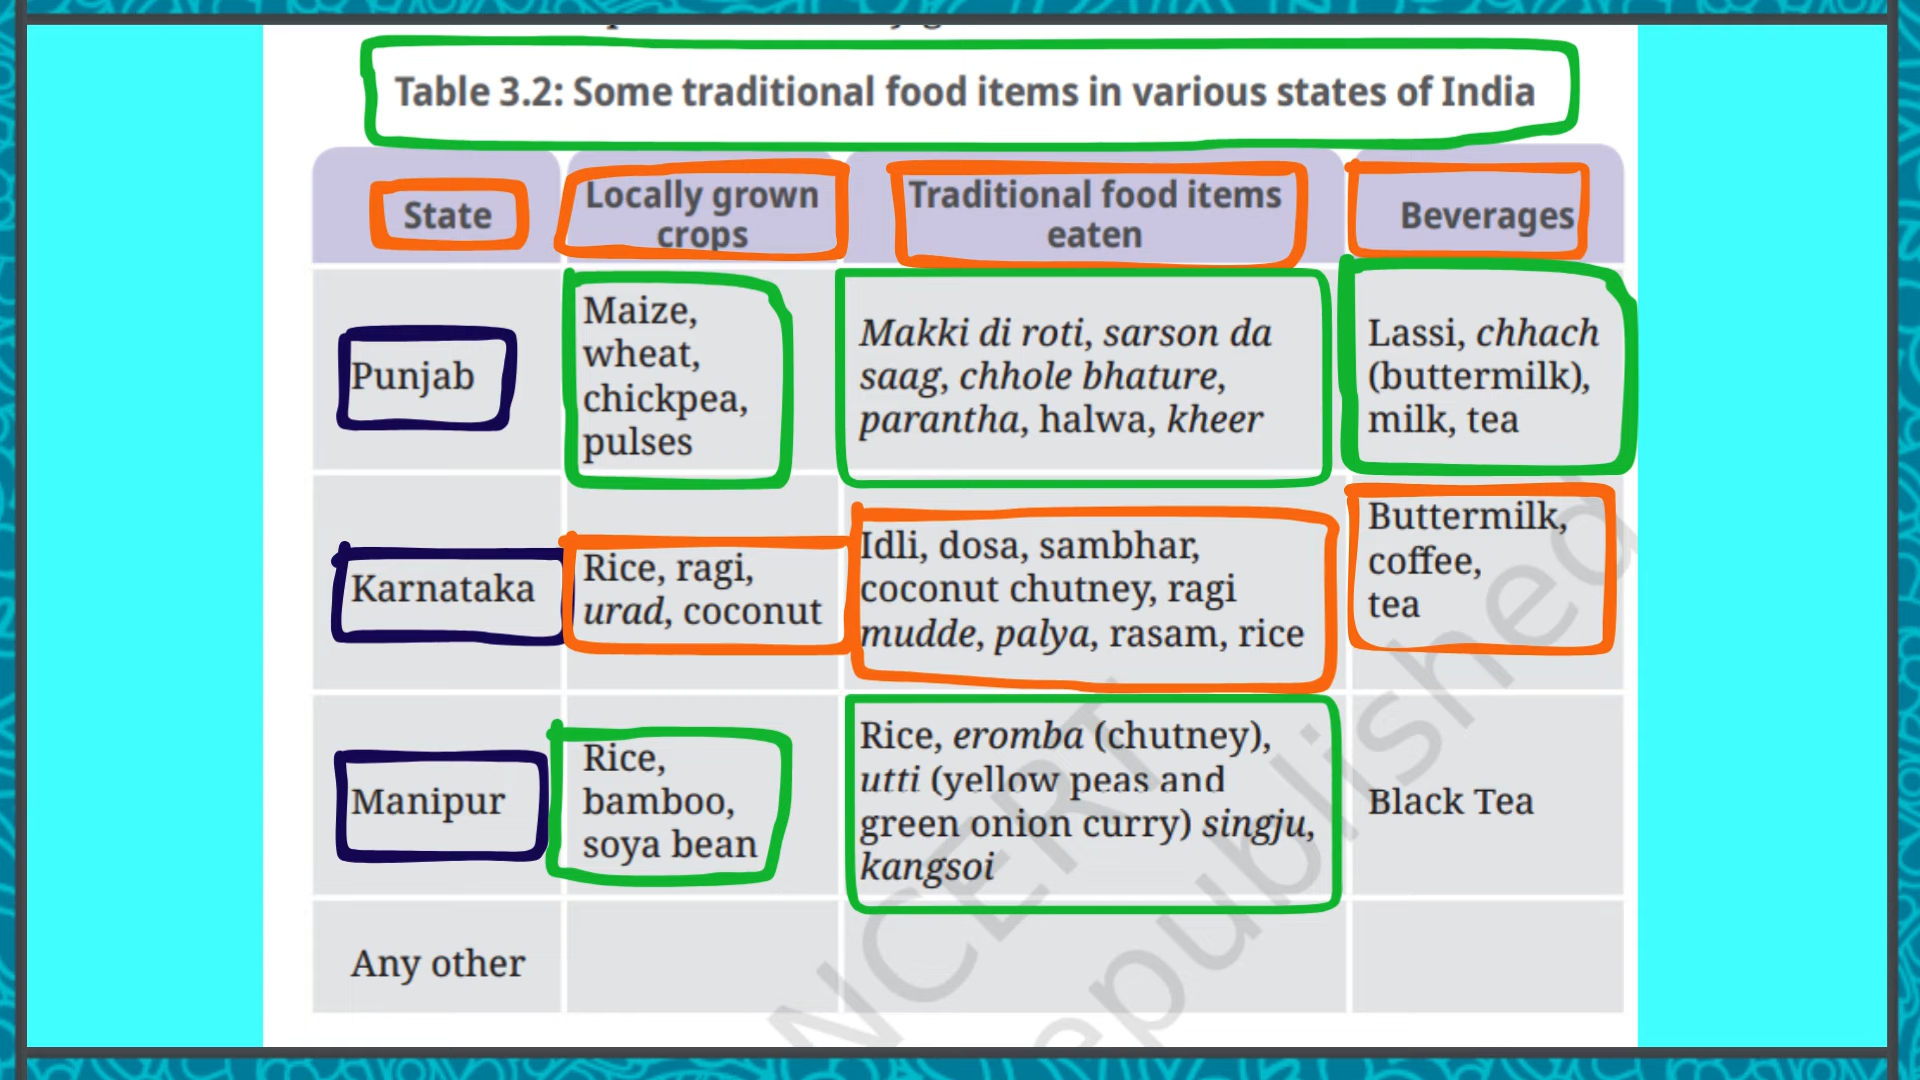 Table 3.2: Some traditional food items in various states of India
State
Locally grown
crops
Traditional food items
eaten
Beverages
Punjab
Maize,
wheat,
chickpea,
pulses
Makki di roti, sarson da
saag, chhole bhature,
parantha, halwa, kheer
Lassi, chhach
(buttermilk),
milk, tea
Karnataka
Rice, ragi,
urad, coconut
Idli, dosa, sambhar,
coconut chutney, ragi
mudde, palya, rasam, rice
Buttermilk,
coffee,
tea
Manipur
Rice,
bamboo,
soya bean
Rice, eromba (chutney),
utti (yellow peas and
green onion curry) singju,
kangsoi
Black Tea
Any other
NCERT
epublished